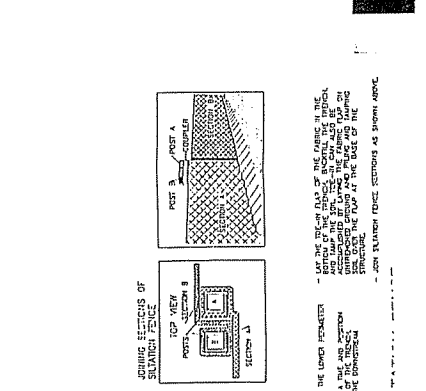 JOINING SECTIONS OF
SILTATION FENCE
TOP VIEW
SECTION B
POSTS
B
A
SECTION A
POST B
POST A
COUPLER
SECTION A
SECTION B
THE LOWER PERIMETER
A TIME AND POSITION
OF THE TRENCH.
THE DOWNSTREAM
- LAY THE TOE-IN FLAP OF THE FABRIC IN THE
BOTTOM OF THE TRENCH, BACKFILL THE TRENCH
AND TAMP THE SOIL. TOE-IN CAN ALSO BE
ACCOMPLISHED BY LAYING THE FABRIC FLAP ON
UNTRENCHED GROUND AND PILING AND TAMPING
SOIL OVER THE FLAP AT THE BASE OF THE
STRUCTURE.
- JOIN SILTATION FENCE SECTIONS AS SHOWN ABOVE.